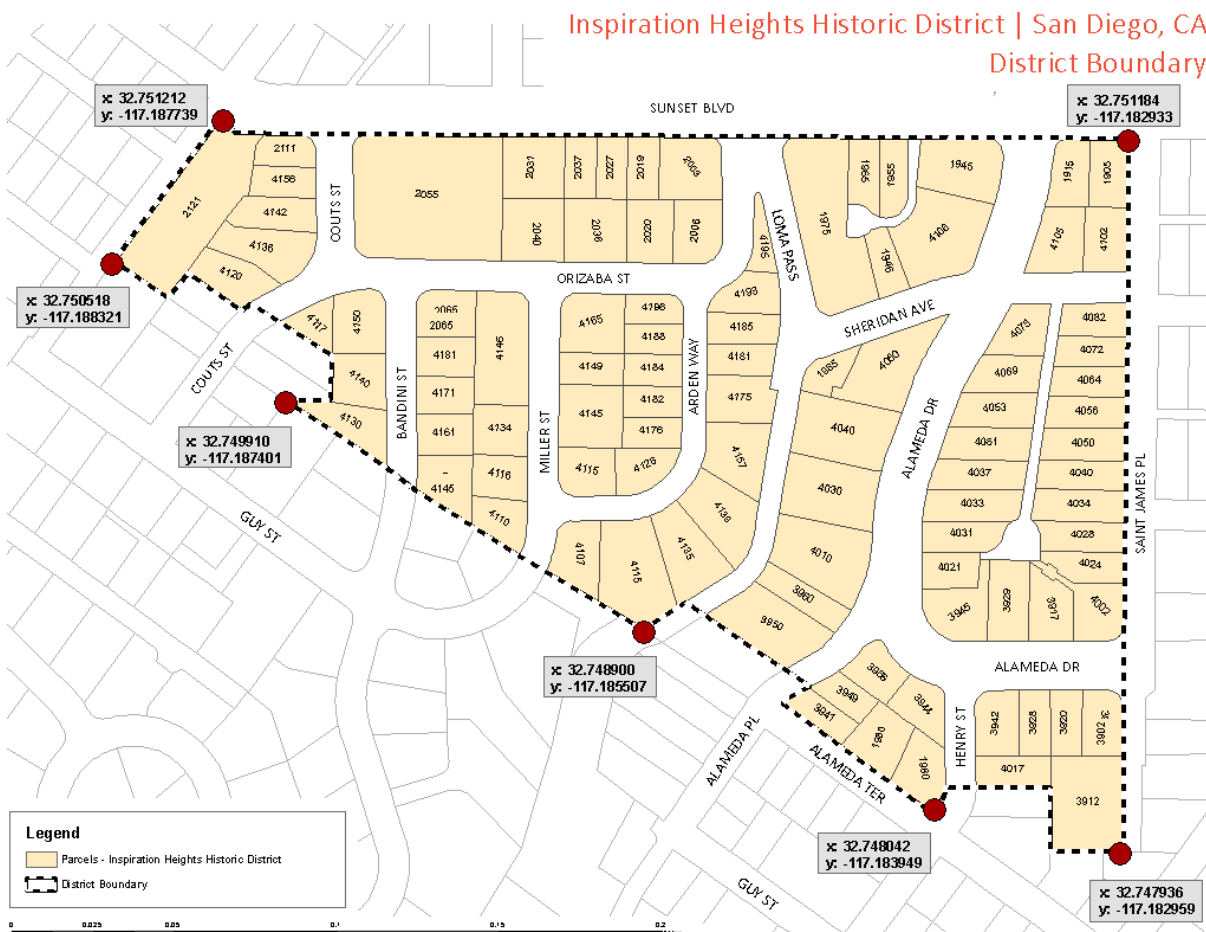 Inspiration Heights Historic District | San Diego, CA
District Boundary
x: 32.751212
y: -117.187739
x: 32.751184
y: -117.182933
SUNSET BLVD
2111
4156
4142
4136
4120
2121
COUTS ST
2055
2031
2037
2027
2019
2003
2040
2036
2020
2009
ORIZABA ST
LOMA PASS
4195
4193
4185
4181
4175
4157
4136
4135
4115
4107
1975
1965
1955
1945
1946
4106
1915
1905
4105
4102
SHERIDAN AVE
x: 32.750518
y: -117.188321
COUTS ST
4117
4150
4140
4130
BANDINI ST
2065
2065
4181
4171
4161
-
4145
4146
4134
4116
4110
MILLER ST
4165
4149
4145
4115
4196
4188
4184
4182
4176
4126
ARDEN WAY
1985
4060
4040
4030
4010
3960
3950
ALAMEDA DR
4075
4069
4053
4061
4037
4033
4031
4021
3945
3929
3917
4002
4082
4072
4064
4056
4050
4040
4034
4028
4024
SAINT JAMES PL
x: 32.749910
y: -117.187401
GUY ST
x: 32.748900
y: -117.185507
ALAMEDA DR
3949
3941
3944
1980
HENRY ST
3942
3928
3920
3902
4017
3912
ALAMEDA PL
ALAMEDA TER
x: 32.748042
y: -117.183949
GUY ST
x: 32.747936
y: -117.182959
Legend
Parcels - Inspiration Heights Historic District
District Boundary
0
0.025
0.05
0.1
0.15
0.2